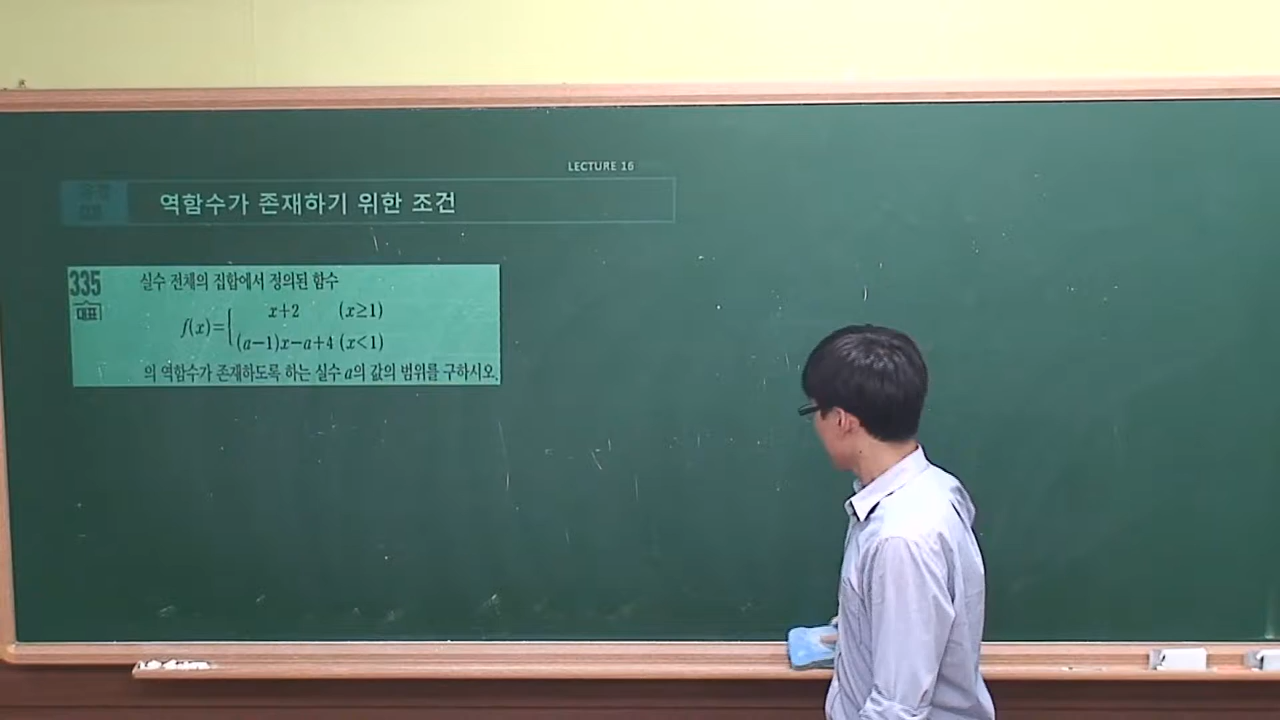 LECTURE 16
역함수가 존재하기 위한 조건
335 실수 전체의 집합에서 정의된 함수
대표
x+2 (x≥1)
f(x)={
(a-1)x-a+4 (x<1)
의 역함수가 존재하도록 하는 실수 a의 값의 범위를 구하시오.